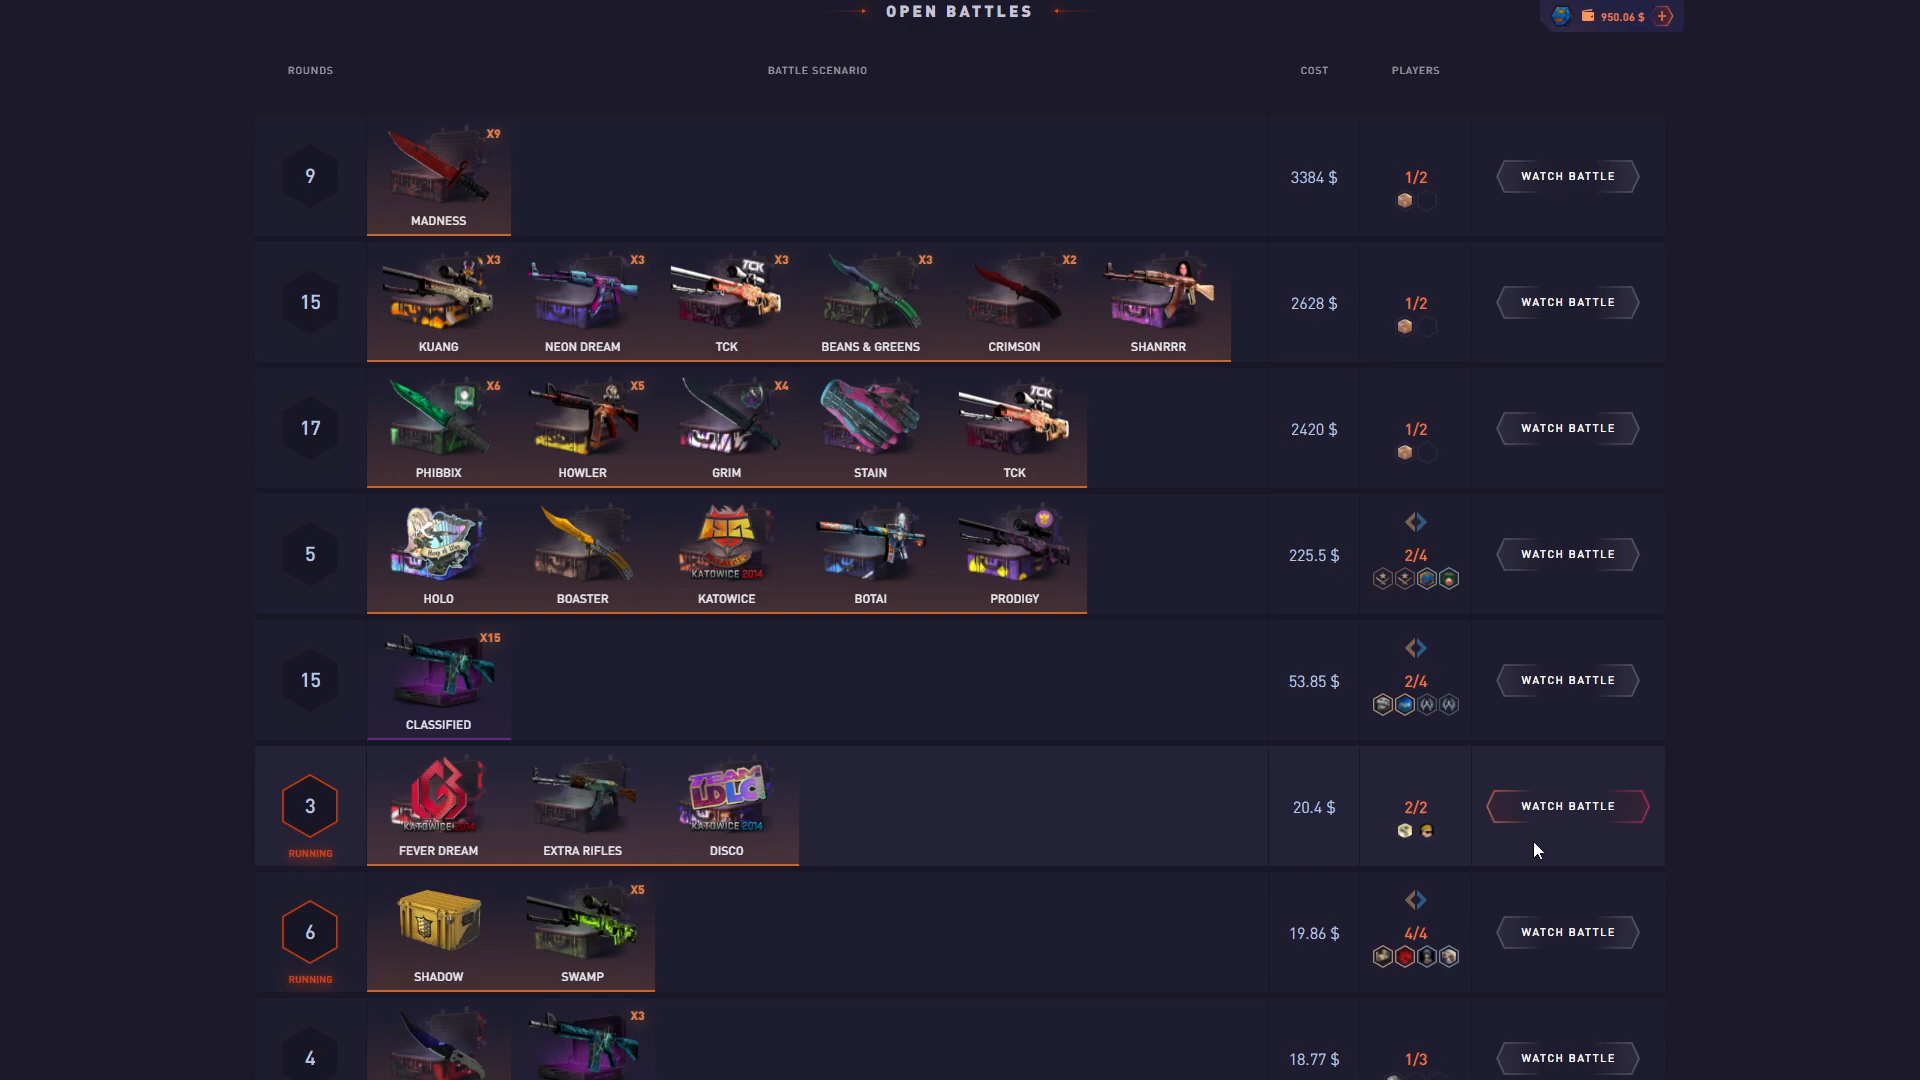 OPEN BATTLES
950.06 $
ROUNDS BATTLE SCENARIO COST PLAYERS
9
X9
MADNESS
3384 $
1/2
WATCH BATTLE
15
X3 X3 X3 X3 X2
TCK
KUANG NEON DREAM TCK BEANS & GREENS CRIMSON SHANRRR
2628 $
1/2
WATCH BATTLE
17
X6 X5 X4
TCK
PHIBBIX HOWLER GRIM STAIN TCK
2420 $
1/2
WATCH BATTLE
5
KATOWICE 2014
HOLO BOASTER KATOWICE BOTAI PRODIGY
225.5 $
2/4
WATCH BATTLE
15
X15
CLASSIFIED
53.85 $
2/4
WATCH BATTLE
3
RUNNING
KATOWICE 2014
TEAM LDLC
KATOWICE 2014
FEVER DREAM EXTRA RIFLES DISCO
20.4 $
2/2
WATCH BATTLE
6
RUNNING
X5
SHADOW SWAMP
19.86 $
4/4
WATCH BATTLE
4
X3
18.77 $
1/3
WATCH BATTLE